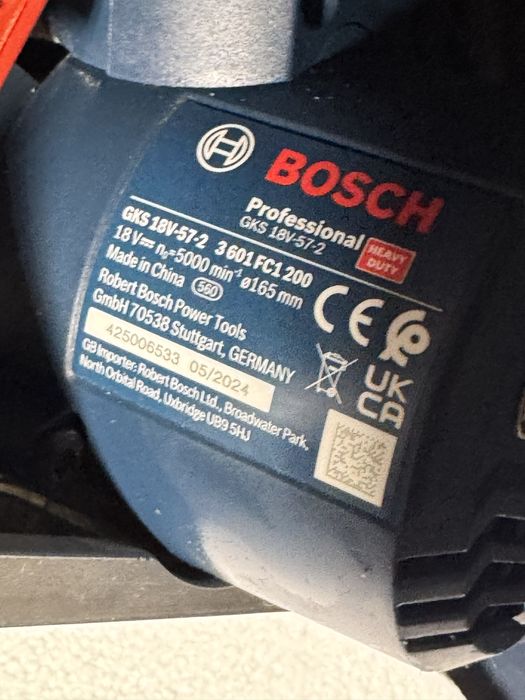 BOSCH
Professional
GKS 18V-57-2
HEAVY DUTY
GKS 18V-57-2 3 601 FC1 200
18 V⎓ n₀=5000 min⁻¹ ø165 mm
Made in China 560
Robert Bosch Power Tools
GmbH 70538 Stuttgart, GERMANY
425006533 05/2024
GB Importer: Robert Bosch Ltd., Broadwater Park,
North Orbital Road, Uxbridge UB9 5HJ
CE
UK
CA